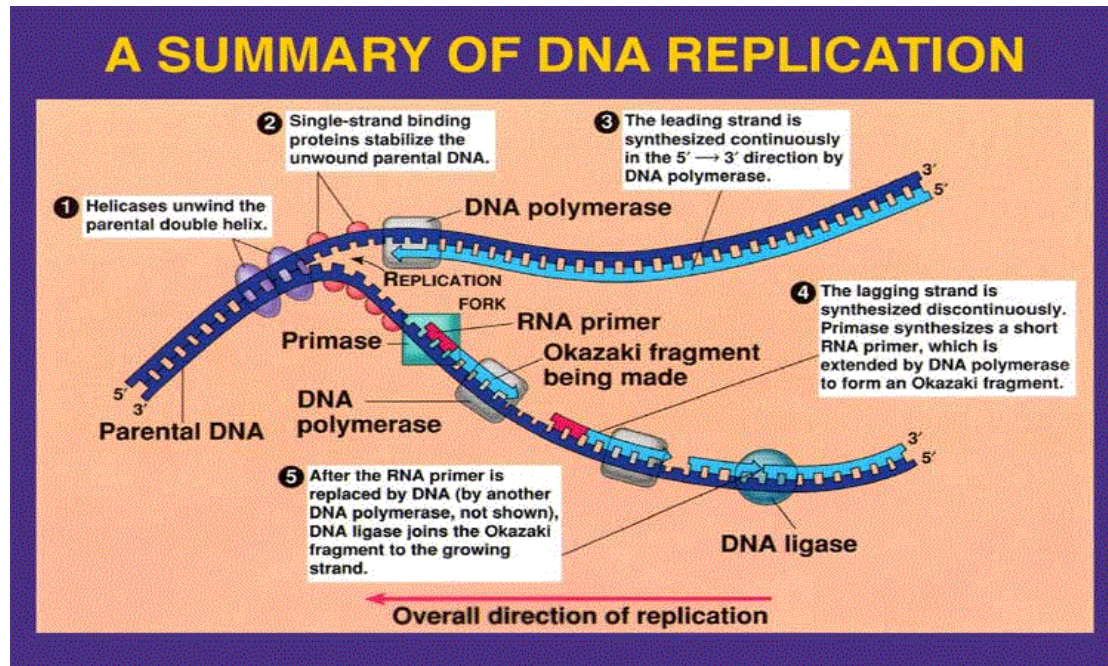 A SUMMARY OF DNA REPLICATION
2 Single-strand binding
proteins stabilize the
unwound parental DNA.
3 The leading strand is
synthesized continuously
in the 5′ → 3′ direction by
DNA polymerase.
1 Helicases unwind the
parental double helix.
DNA polymerase
3′
5′
REPLICATION
FORK
4 The lagging strand is
synthesized discontinuously.
Primase synthesizes a short
RNA primer, which is
extended by DNA polymerase
to form an Okazaki fragment.
Primase
RNA primer
Okazaki fragment
being made
DNA
polymerase
5′
3′
Parental DNA
3′
5′
5 After the RNA primer is
replaced by DNA (by another
DNA polymerase, not shown),
DNA ligase joins the Okazaki
fragment to the growing
strand.
DNA ligase
Overall direction of replication